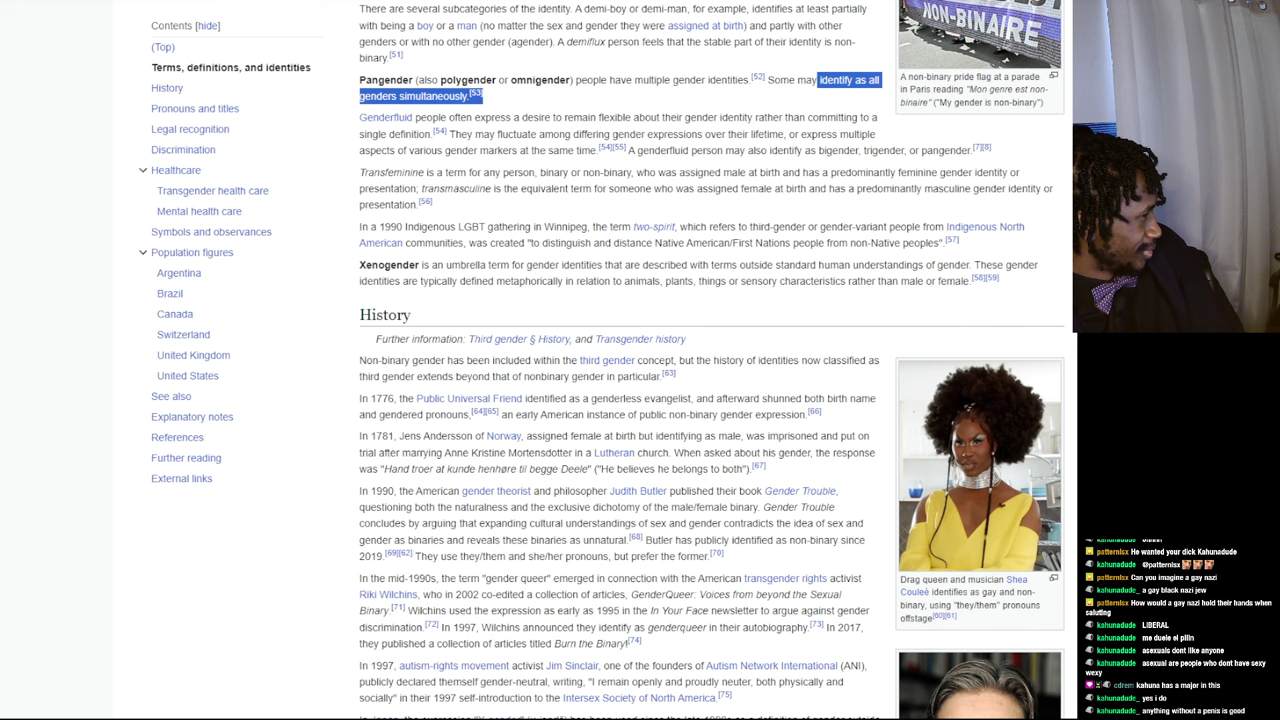 Contents [hide]
(Top)
Terms, definitions, and identities
History
Pronouns and titles
Legal recognition
Discrimination
Healthcare
Transgender health care
Mental health care
Symbols and observances
Population figures
Argentina
Brazil
Canada
Switzerland
United Kingdom
United States
See also
Explanatory notes
References
Further reading
External links
There are several subcategories of the identity. A demi-boy or demi-man, for example, identifies at least partially
with being a boy or a man (no matter the sex and gender they were assigned at birth) and partly with other
genders or with no other gender (agender). A demiflux person feels that the stable part of their identity is non-
binary.[51]
Pangender (also polygender or omnigender) people have multiple gender identities.[52] Some may identify as all
genders simultaneously.[53]
Genderfluid people often express a desire to remain flexible about their gender identity rather than committing to a
single definition.[54] They may fluctuate among differing gender expressions over their lifetime, or express multiple
aspects of various gender markers at the same time.[54][55] A genderfluid person may also identify as bigender, trigender, or pangender.[7][8]
Transfeminine is a term for any person, binary or non-binary, who was assigned male at birth and has a predominantly feminine gender identity or
presentation; transmasculine is the equivalent term for someone who was assigned female at birth and has a predominantly masculine gender identity or
presentation.[56]
In a 1990 Indigenous LGBT gathering in Winnipeg, the term two-spirit, which refers to third-gender or gender-variant people from Indigenous North
American communities, was created "to distinguish and distance Native American/First Nations people from non-Native peoples".[57]
Xenogender is an umbrella term for gender identities that are described with terms outside standard human understandings of gender. These gender
identities are typically defined metaphorically in relation to animals, plants, things or sensory characteristics rather than male or female.[58][59]
History
Further information: Third gender § History, and Transgender history
Non-binary gender has been included within the third gender concept, but the history of identities now classified as
third gender extends beyond that of nonbinary gender in particular.[63]
In 1776, the Public Universal Friend identified as a genderless evangelist, and afterward shunned both birth name
and gendered pronouns,[64][65] an early American instance of public non-binary gender expression.[66]
In 1781, Jens Andersson of Norway, assigned female at birth but identifying as male, was imprisoned and put on
trial after marrying Anne Kristine Mortensdotter in a Lutheran church. When asked about his gender, the response
was "Hand troer at kunde henhøre til begge Deele" ("He believes he belongs to both").[67]
In 1990, the American gender theorist and philosopher Judith Butler published their book Gender Trouble,
questioning both the naturalness and the exclusive dichotomy of the male/female binary. Gender Trouble
concludes by arguing that expanding cultural understandings of sex and gender contradicts the idea of sex and
gender as binaries and reveals these binaries as unnatural.[68] Butler has publicly identified as non-binary since
2019.[69][62] They use they/them and she/her pronouns, but prefer the former.[70]
In the mid-1990s, the term "gender queer" emerged in connection with the American transgender rights activist
Riki Wilchins, who in 2002 co-edited a collection of articles, GenderQueer: Voices from beyond the Sexual
Binary.[71] Wilchins used the expression as early as 1995 in the In Your Face newsletter to argue against gender
discrimination.[72] In 1997, Wilchins announced they identify as genderqueer in their autobiography.[73] In 2017,
they published a collection of articles titled Burn the Binary![74]
In 1997, autism-rights movement activist Jim Sinclair, one of the founders of Autism Network International (ANI),
publicly declared themself gender-neutral, writing, "I remain openly and proudly neuter, both physically and
socially" in their 1997 self-introduction to the Intersex Society of North America.[75]
NON-BINAIRE
A non-binary pride flag at a parade
in Paris reading "Mon genre est non-
binaire" ("My gender is non-binary")
Drag queen and musician Shea
Couleé identifies as gay and non-
binary, using "they/them" pronouns
offstage[60][61]
patternlsx He wanted your dick Kahunadude
kahunadude_ @patternlsx
patternlsx Can you imagine a gay nazi
kahunadude_ a gay black nazi jew
patternlsx How would a gay nazi hold their hands when
saluting
kahunadude_ LIBERAL
kahunadude_ me duele el pilin
kahunadude_ asexuals dont like anyone
kahunadude_ asexual are people who dont have sexy
wexy
cdrem kahuna has a major in this
kahunadude_ yes i do
kahunadude_ anything without a penis is good